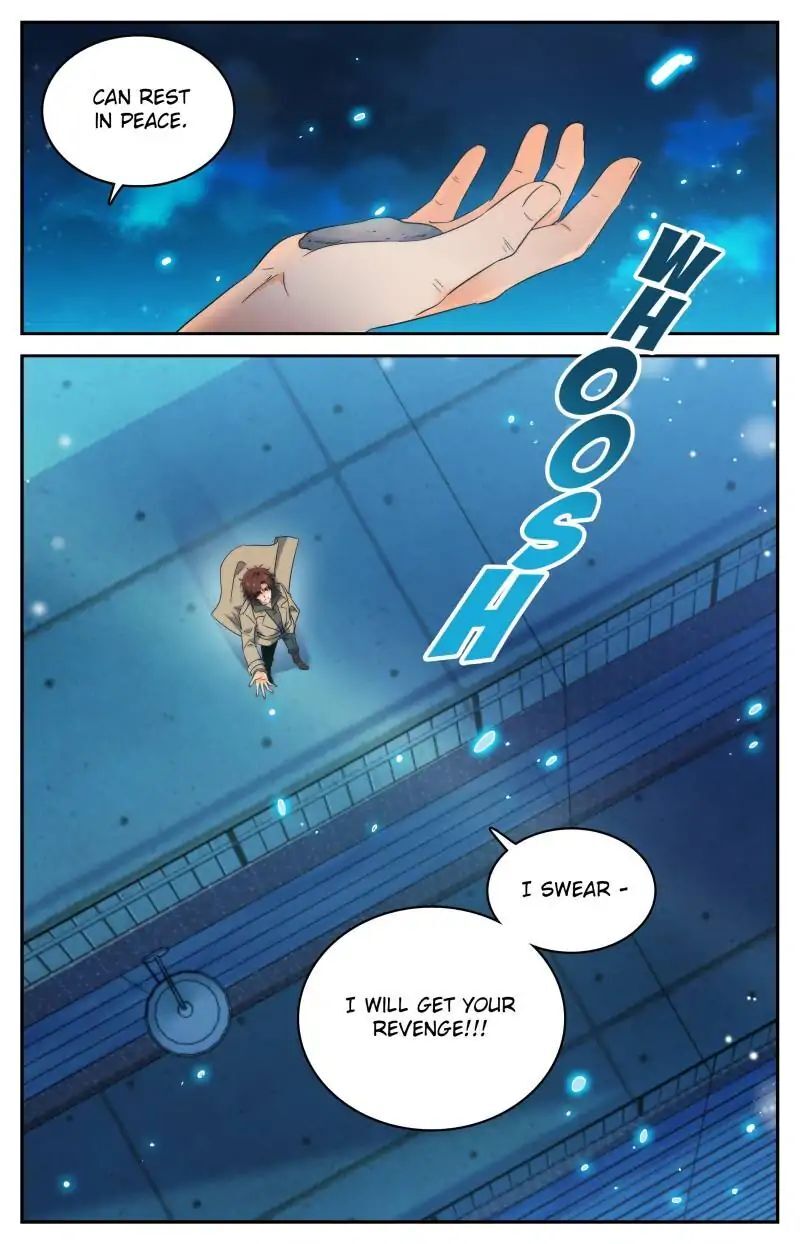 CAN REST
IN PEACE.
WHOOSH
I SWEAR -
I WILL GET YOUR
REVENGE!!!